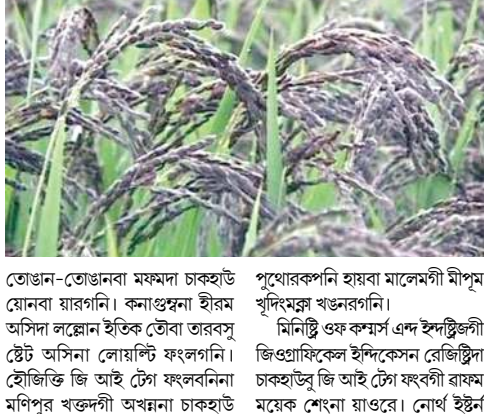 তোঙান-তোঙানবা মফমদা চাকহাউ
য়োনবা য়ারগনি। কনাগুম্বনা হীরম
অসিদা লল্লোন ইতিক তৌবা তারবসু
ষ্টেট অসিনা লোয়ল্টি ফংলগনি।
হৌজিক্তি জি আই টেগ ফংলবনিনা
মণিপুর খক্তদগী অখন্ননা চাকহাউ
পুথোরকপনি হায়বা মালেমগী মীপুম
খূদিংমক্না খঙনরগনি।
মিনিষ্ট্রি ওফ কম্মার্স এন্দ ইন্দষ্ট্রিজগী
জিওগ্রাফিকেল ইন্দিকেসন রেজিষ্ট্রিদা
চাকহাউবু জি আই টেগ ফংবগী ৱাফম
ময়েক শেংনা য়াওরে। নোর্থ ইষ্টর্ন